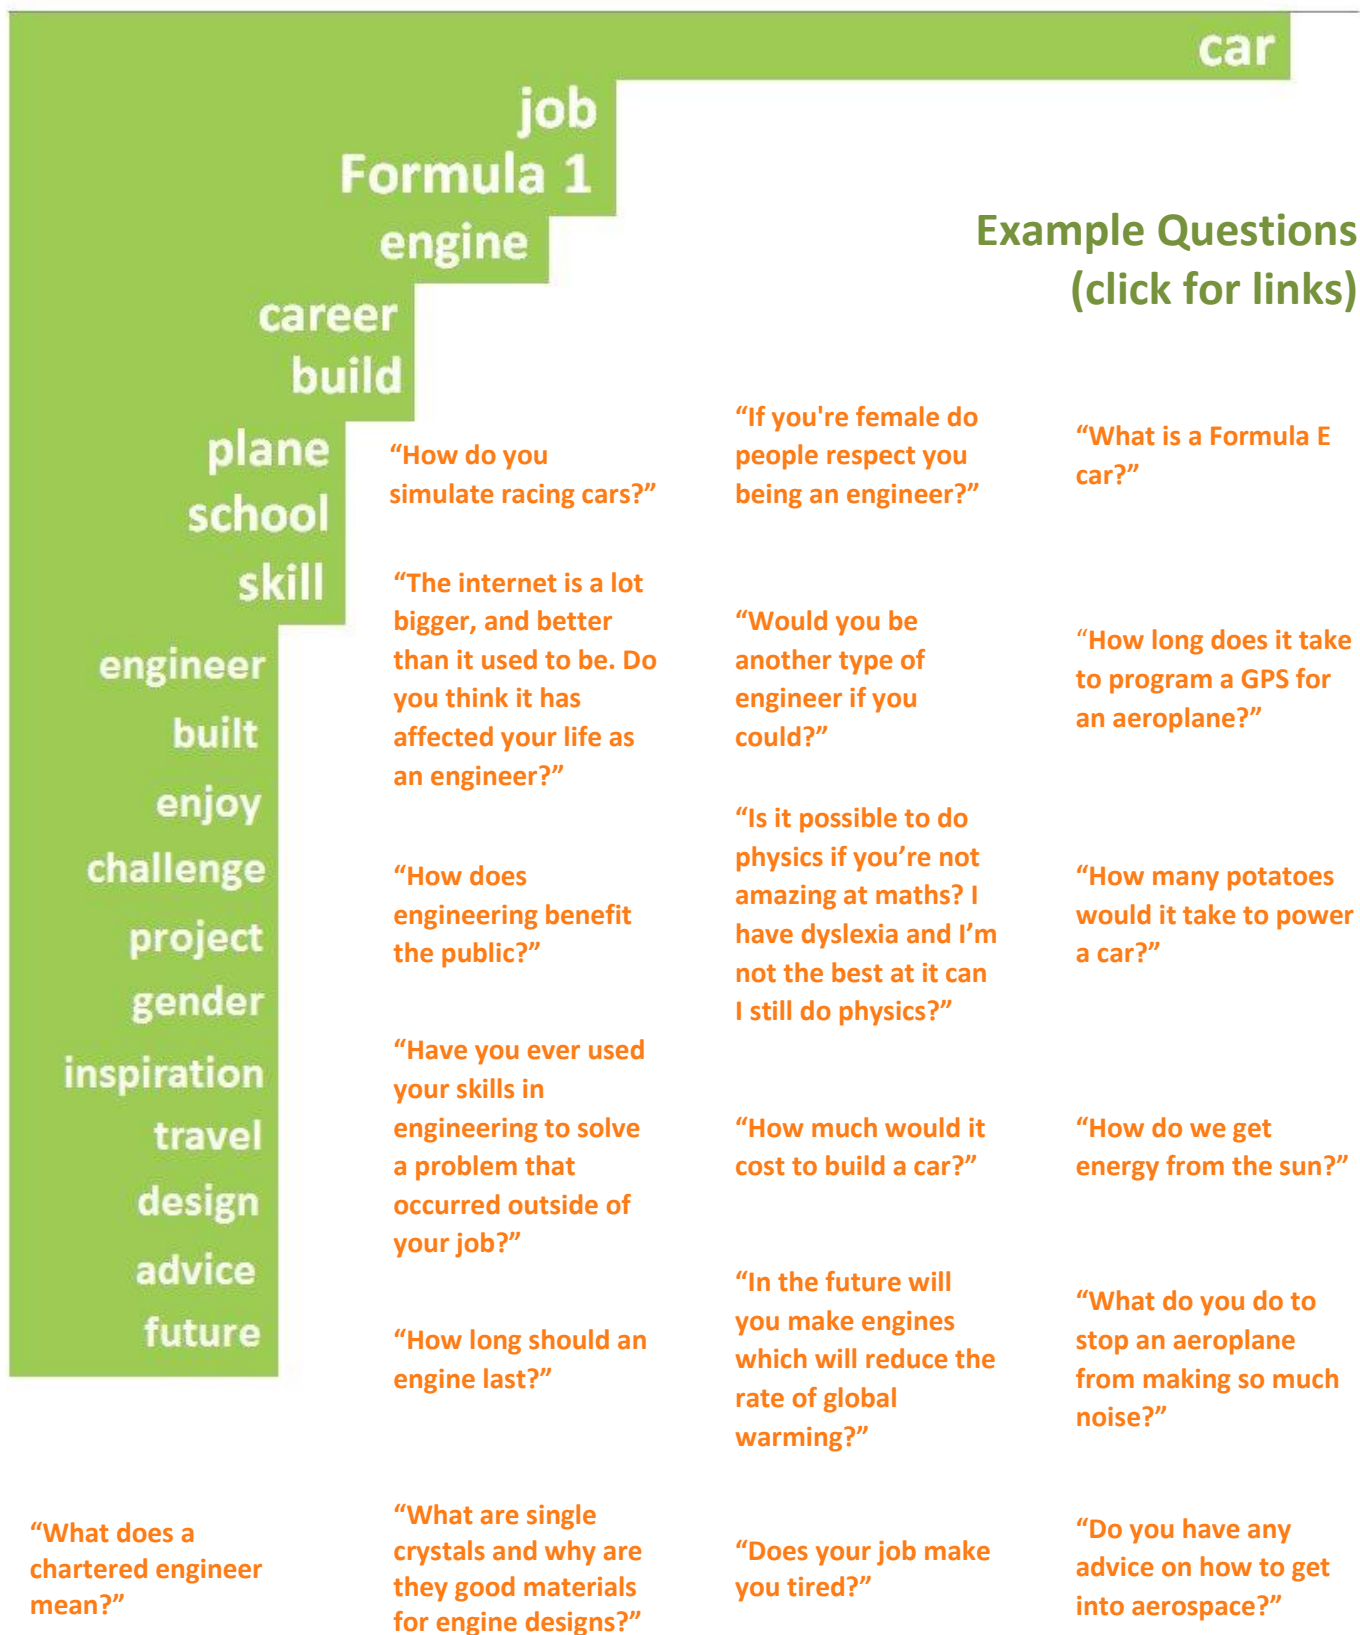 car
job
Formula 1
engine
career
build
plane
school
skill
engineer
built
enjoy
challenge
project
gender
inspiration
travel
design
advice
future
Example Questions
(click for links)
“How do you
simulate racing cars?”
“If you're female do
people respect you
being an engineer?”
“What is a Formula E
car?”
“The internet is a lot
bigger, and better
than it used to be. Do
you think it has
affected your life as
an engineer?”
“Would you be
another type of
engineer if you
could?”
“How long does it take
to program a GPS for
an aeroplane?”
“How does
engineering benefit
the public?”
“Is it possible to do
physics if you’re not
amazing at maths? I
have dyslexia and I’m
not the best at it can
I still do physics?”
“How many potatoes
would it take to power
a car?”
“Have you ever used
your skills in
engineering to solve
a problem that
occurred outside of
your job?”
“How much would it
cost to build a car?”
“How do we get
energy from the sun?”
“How long should an
engine last?”
“In the future will
you make engines
which will reduce the
rate of global
warming?”
“What do you do to
stop an aeroplane
from making so much
noise?”
“What does a
chartered engineer
mean?”
“What are single
crystals and why are
they good materials
for engine designs?”
“Does your job make
you tired?”
“Do you have any
advice on how to get
into aerospace?”